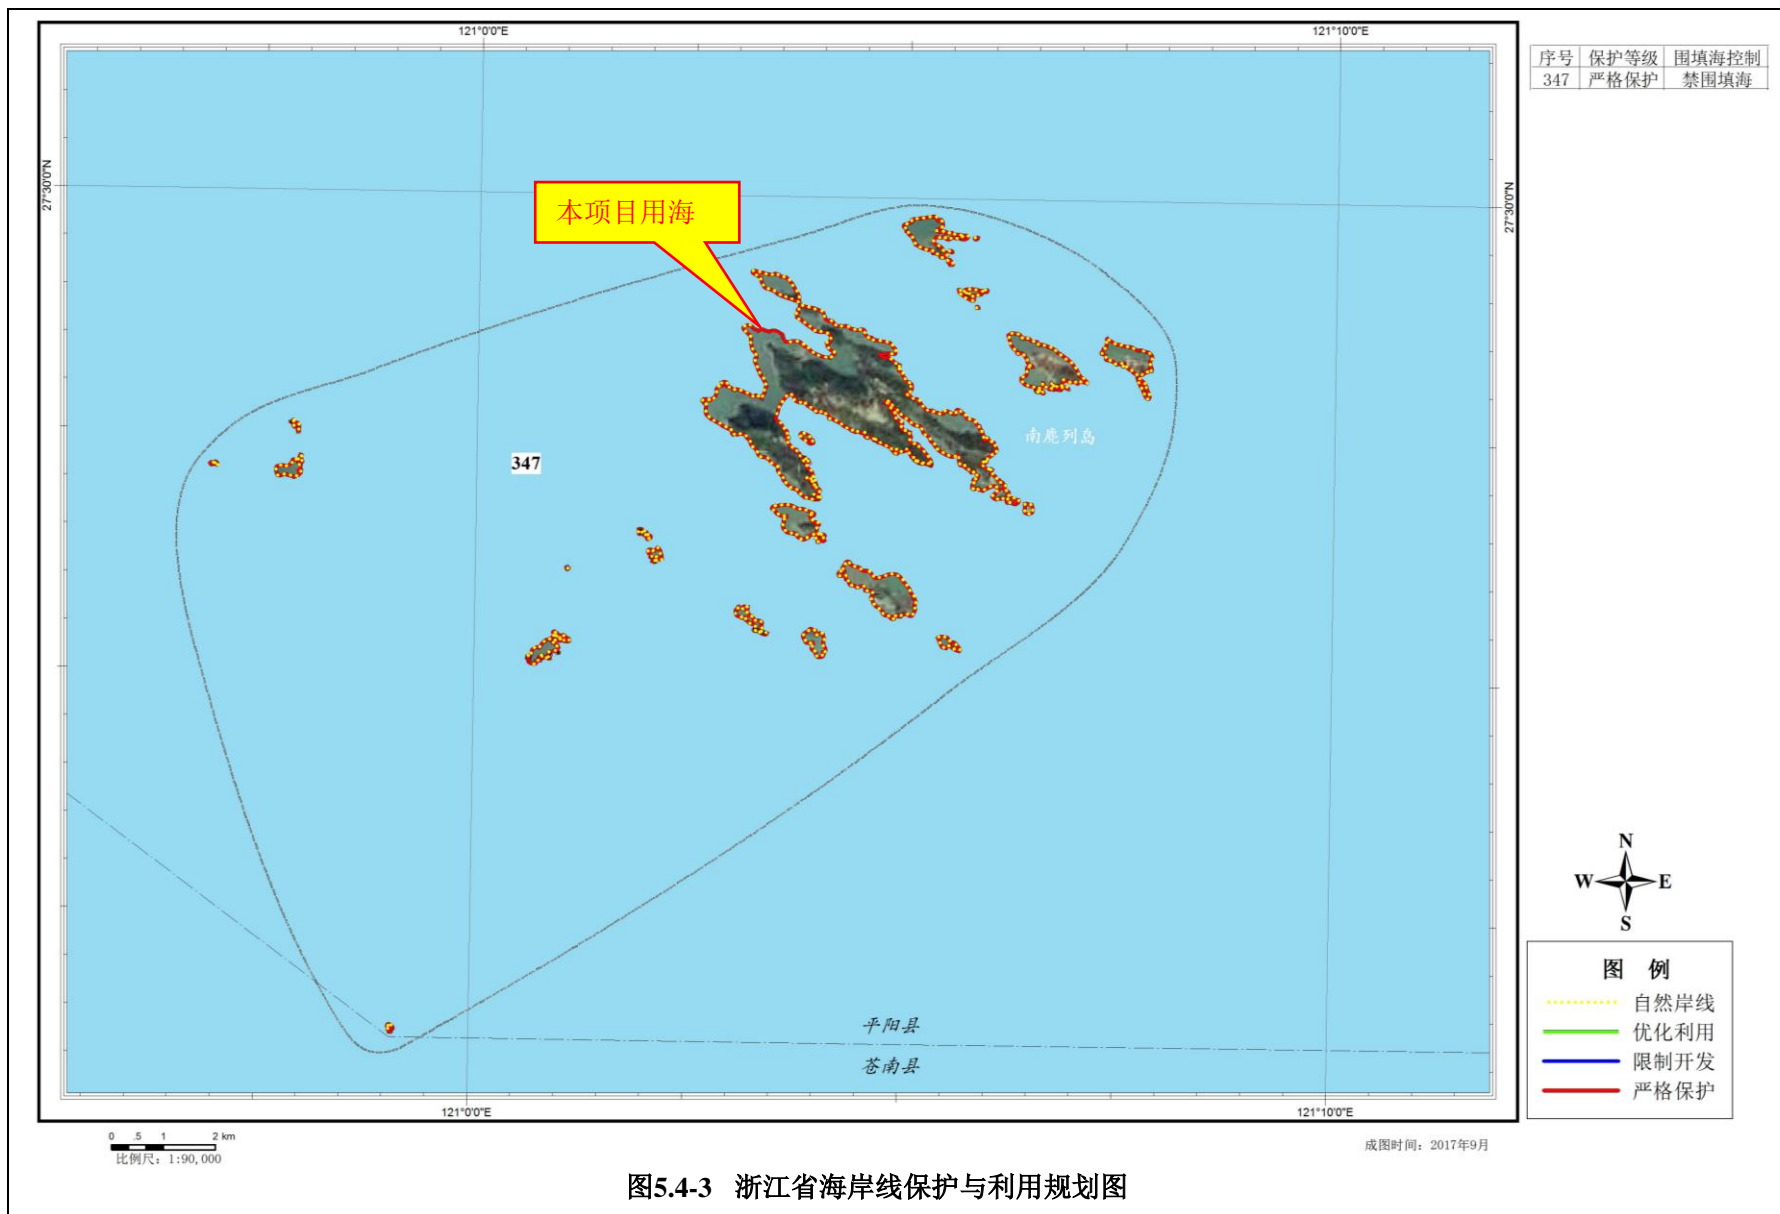 121°0'0"E
121°10'0"E
序号 保护等级 围填海控制
347 严格保护 禁围填海
27°30'0"N
27°30'0"N
本项目用海
南鹿列岛
347
N
W E
S
图 例
自然岸线
优化利用
限制开发
严格保护
平阳县
苍南县
121°0'0"E
121°10'0"E
0 .5 1 2 km
比例尺: 1:90,000
成图时间: 2017年9月
图5.4-3 浙江省海岸线保护与利用规划图